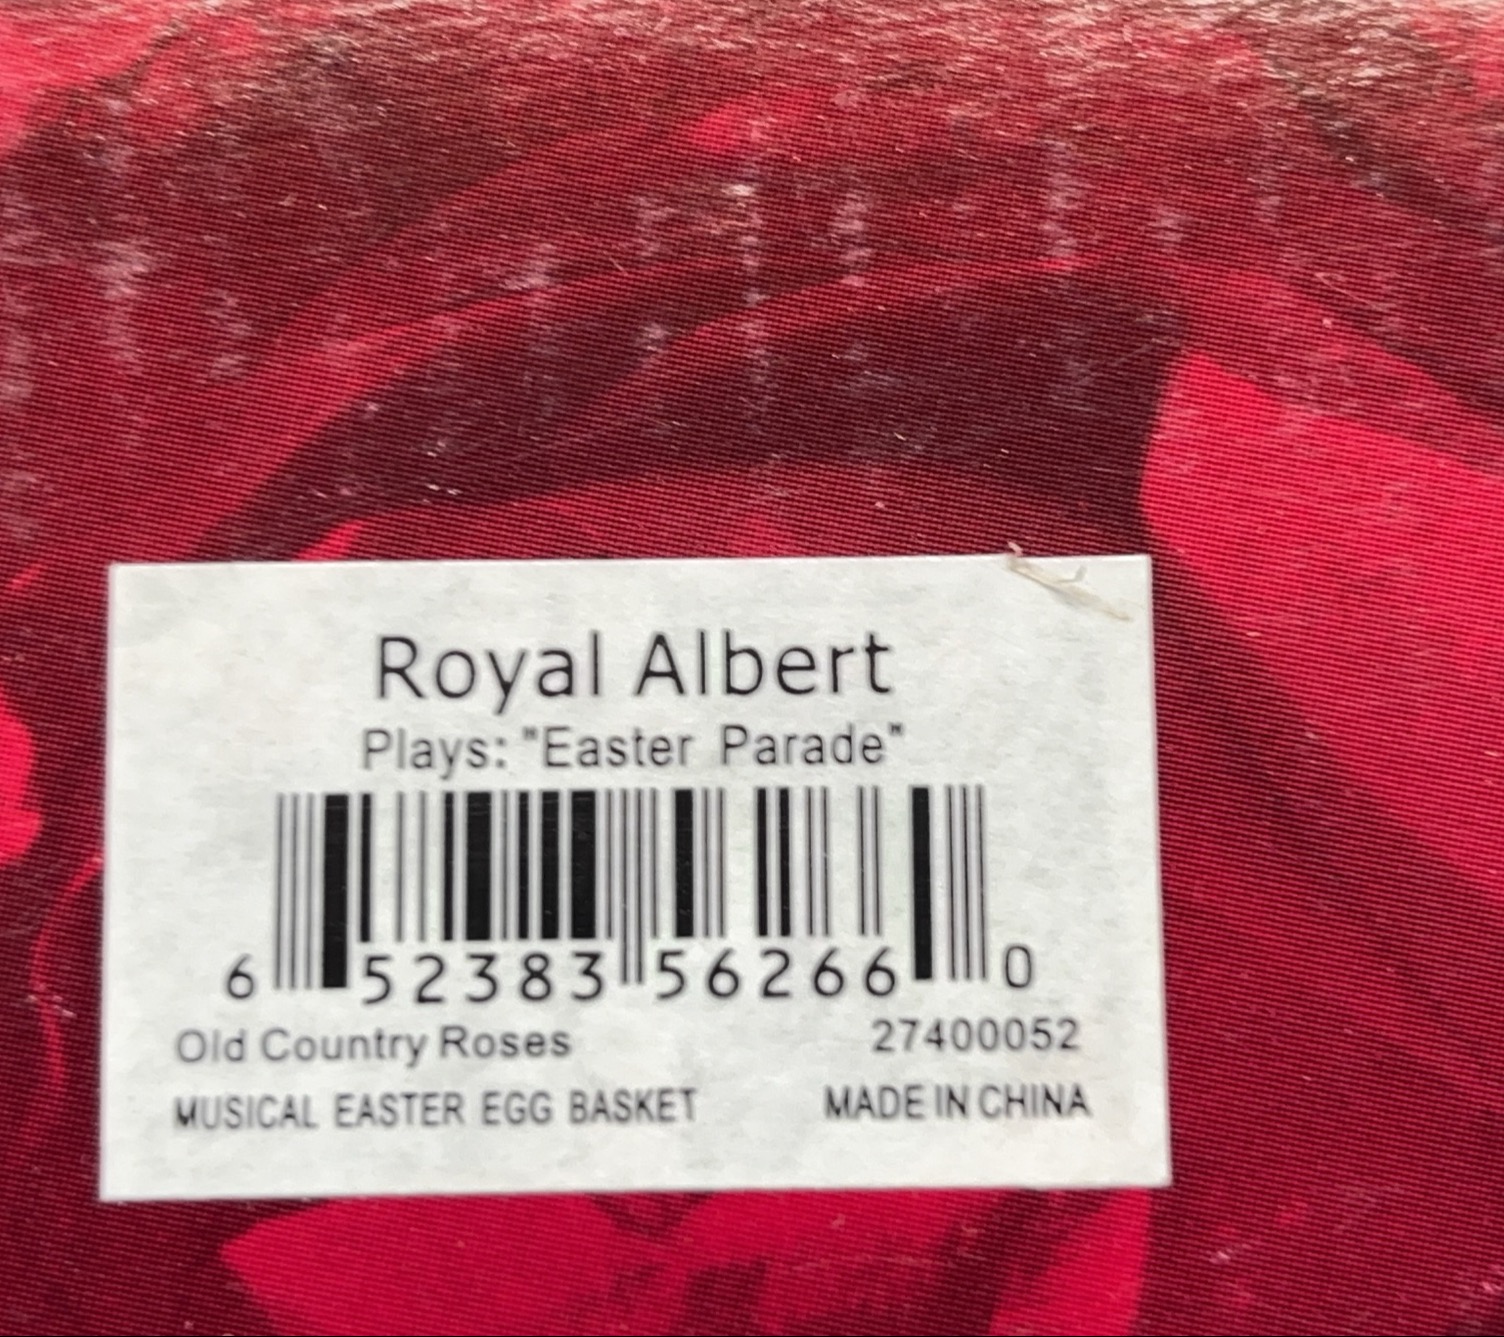 Royal Albert
Plays: "Easter Parade"
6 52383 56266 0
Old Country Roses 27400052
MUSICAL EASTER EGG BASKET MADE IN CHINA